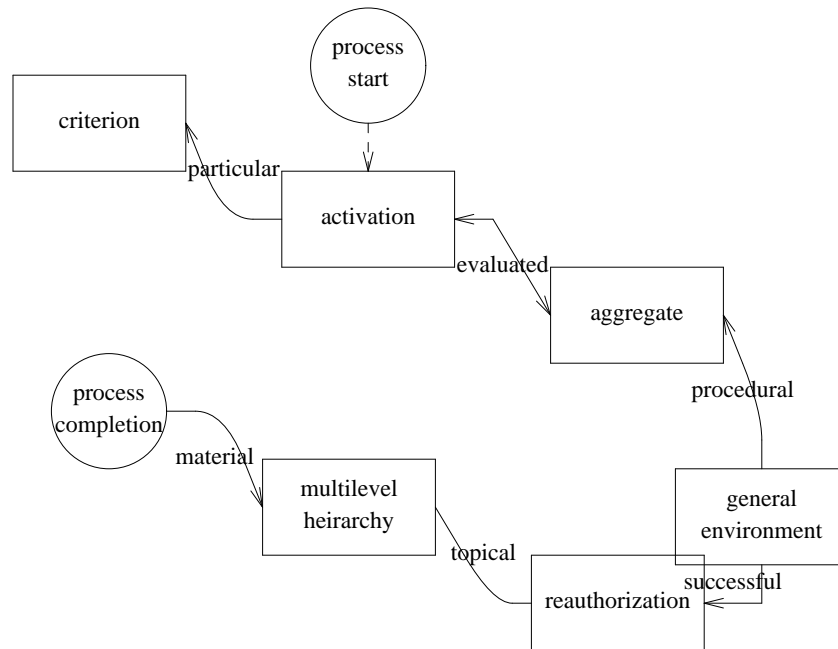 process
start
criterion
particular
activation
evaluated
aggregate
process
completion
procedural
material
multilevel
heirarchy
general
environment
topical
successful
reauthorization